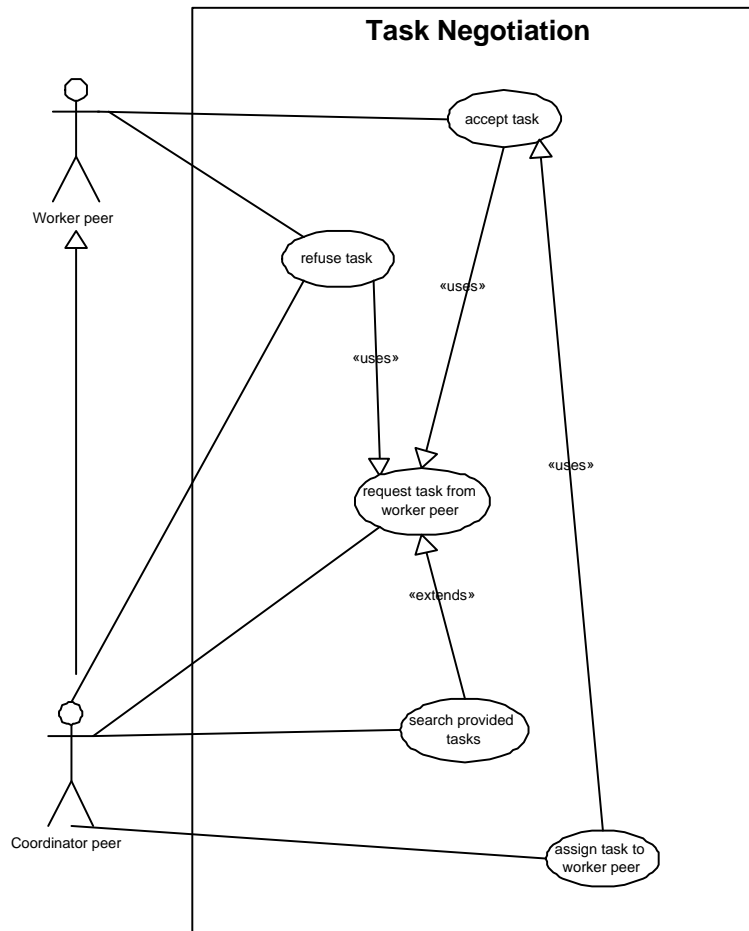 Task Negotiation
accept task
Worker peer
refuse task
«uses»
«uses»
«uses»
request task from
worker peer
«extends»
search provided
tasks
Coordinator peer
assign task to
worker peer